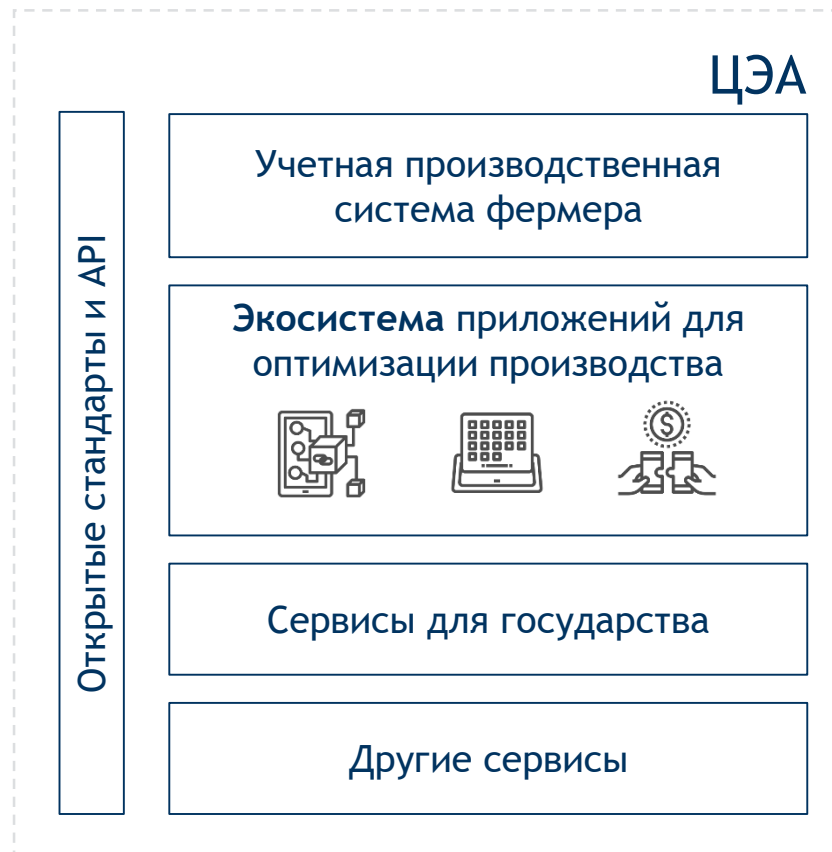 ЦЭА
Открытые стандарты и API
Учетная производственная
система фермера
Экосистема приложений для
оптимизации производства
$
Сервисы для государства
Другие сервисы